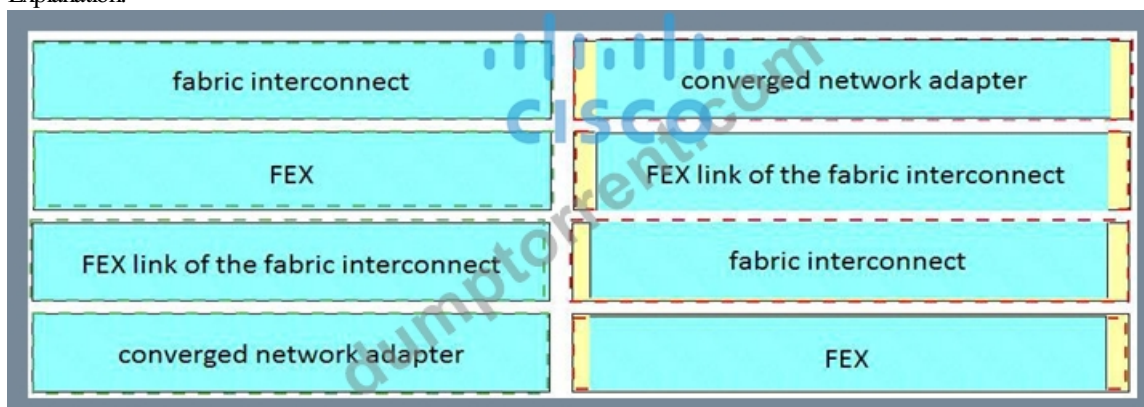 Explanation:
fabric interconnect
converged network adapter
cisco
FEX
FEX link of the fabric interconnect
FEX link of the fabric interconnect
fabric interconnect
converged network adapter
FEX
dumptorrent.com